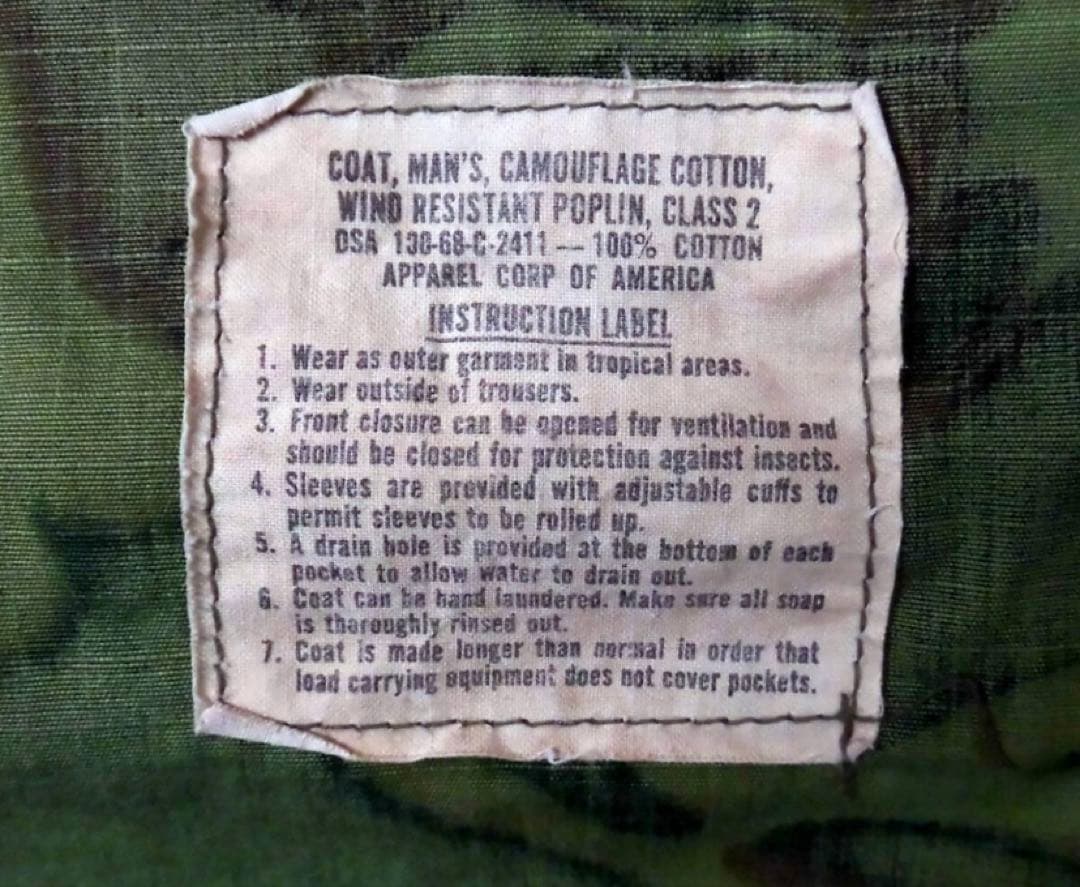 COAT, MAN'S, CAMOUFLAGE COTTON,
WIND RESISTANT POPLIN, CLASS 2
DSA 130-68-C-2411 — 100% COTTON
APPAREL CORP OF AMERICA
INSTRUCTION LABEL
1. Wear as outer garment in tropical areas.
2. Wear outside of trousers.
3. Front closure can be opened for ventilation and
should be closed for protection against insects.
4. Sleeves are provided with adjustable cuffs to
permit sleeves to be rolled up.
5. A drain hole is provided at the bottom of each
pocket to allow water to drain out.
6. Coat can be hand laundered. Make sure all soap
is thoroughly rinsed out.
7. Coat is made longer than normal in order that
load carrying equipment does not cover pockets.